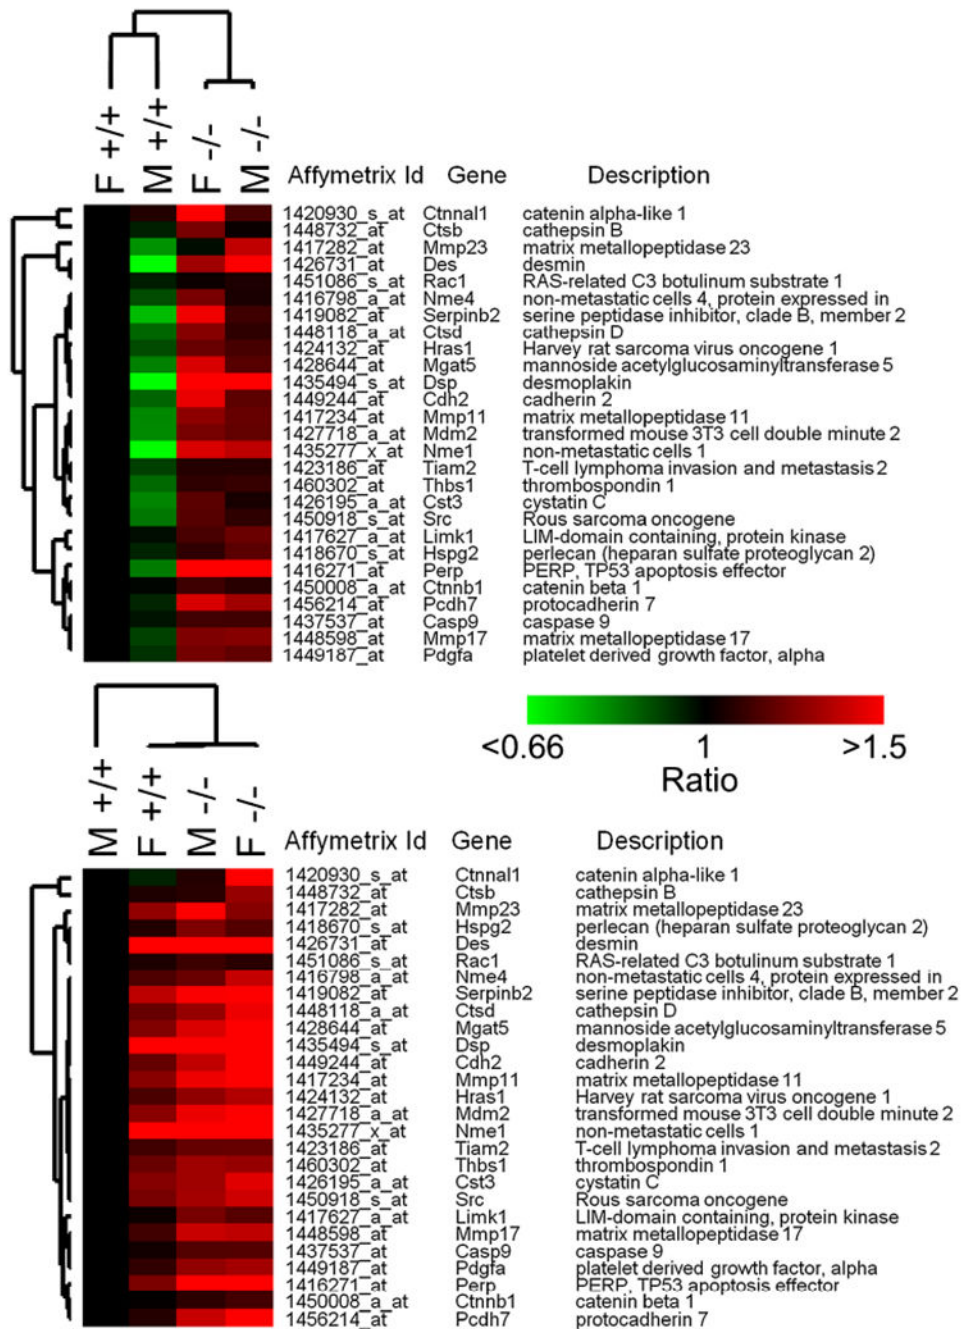 F +/+ M +/+ F -/- M -/-
Affymetrix Id Gene Description
1420930_s_at Ctnnal1 catenin alpha-like 1
1448732_at Ctsb cathepsin B
1417282_at Mmp23 matrix metallopeptidase 23
1426731_at Des desmin
1451086_s_at Rac1 RAS-related C3 botulinum substrate 1
1416798_a_at Nme4 non-metastatic cells 4, protein expressed in
1419082_at Serpinb2 serine peptidase inhibitor, clade B, member 2
1448118_a_at Ctsd cathepsin D
1424132_at Hras1 Harvey rat sarcoma virus oncogene 1
1428644_at Mgat5 mannoside acetylglucosaminyltransferase 5
1435494_s_at Dsp desmoplakin
1449244_at Cdh2 cadherin 2
1417234_at Mmp11 matrix metallopeptidase 11
1427718_a_at Mdm2 transformed mouse 3T3 cell double minute 2
1435277_x_at Nme1 non-metastatic cells 1
1423186_at Tiam2 T-cell lymphoma invasion and metastasis 2
1460302_at Thbs1 thrombospondin 1
1426195_a_at Cst3 cystatin C
1450918_s_at Src Rous sarcoma oncogene
1417627_a_at Limk1 LIM-domain containing, protein kinase
1418670_s_at Hspg2 perlecan (heparan sulfate proteoglycan 2)
1416271_at Perp PERP, TP53 apoptosis effector
1450008_a_at Ctnnb1 catenin beta 1
1456214_at Pcdh7 protocadherin 7
1437537_at Casp9 caspase 9
1448598_at Mmp17 matrix metallopeptidase 17
1449187_at Pdgfa platelet derived growth factor, alpha
<0.66 1 >1.5
Ratio
M +/+ F +/+ M -/- F -/-
Affymetrix Id Gene Description
1420930_s_at Ctnnal1 catenin alpha-like 1
1448732_at Ctsb cathepsin B
1417282_at Mmp23 matrix metallopeptidase 23
1418670_s_at Hspg2 perlecan (heparan sulfate proteoglycan 2)
1426731_at Des desmin
1451086_s_at Rac1 RAS-related C3 botulinum substrate 1
1416798_a_at Nme4 non-metastatic cells 4, protein expressed in
1419082_at Serpinb2 serine peptidase inhibitor, clade B, member 2
1448118_a_at Ctsd cathepsin D
1428644_at Mgat5 mannoside acetylglucosaminyltransferase 5
1435494_s_at Dsp desmoplakin
1449244_at Cdh2 cadherin 2
1417234_at Mmp11 matrix metallopeptidase 11
1424132_at Hras1 Harvey rat sarcoma virus oncogene 1
1427718_a_at Mdm2 transformed mouse 3T3 cell double minute 2
1435277_x_at Nme1 non-metastatic cells 1
1423186_at Tiam2 T-cell lymphoma invasion and metastasis 2
1460302_at Thbs1 thrombospondin 1
1426195_a_at Cst3 cystatin C
1450918_s_at Src Rous sarcoma oncogene
1417627_a_at Limk1 LIM-domain containing, protein kinase
1448598_at Mmp17 matrix metallopeptidase 17
1437537_at Casp9 caspase 9
1449187_at Pdgfa platelet derived growth factor, alpha
1416271_at Perp PERP, TP53 apoptosis effector
1450008_a_at Ctnnb1 catenin beta 1
1456214_at Pcdh7 protocadherin 7